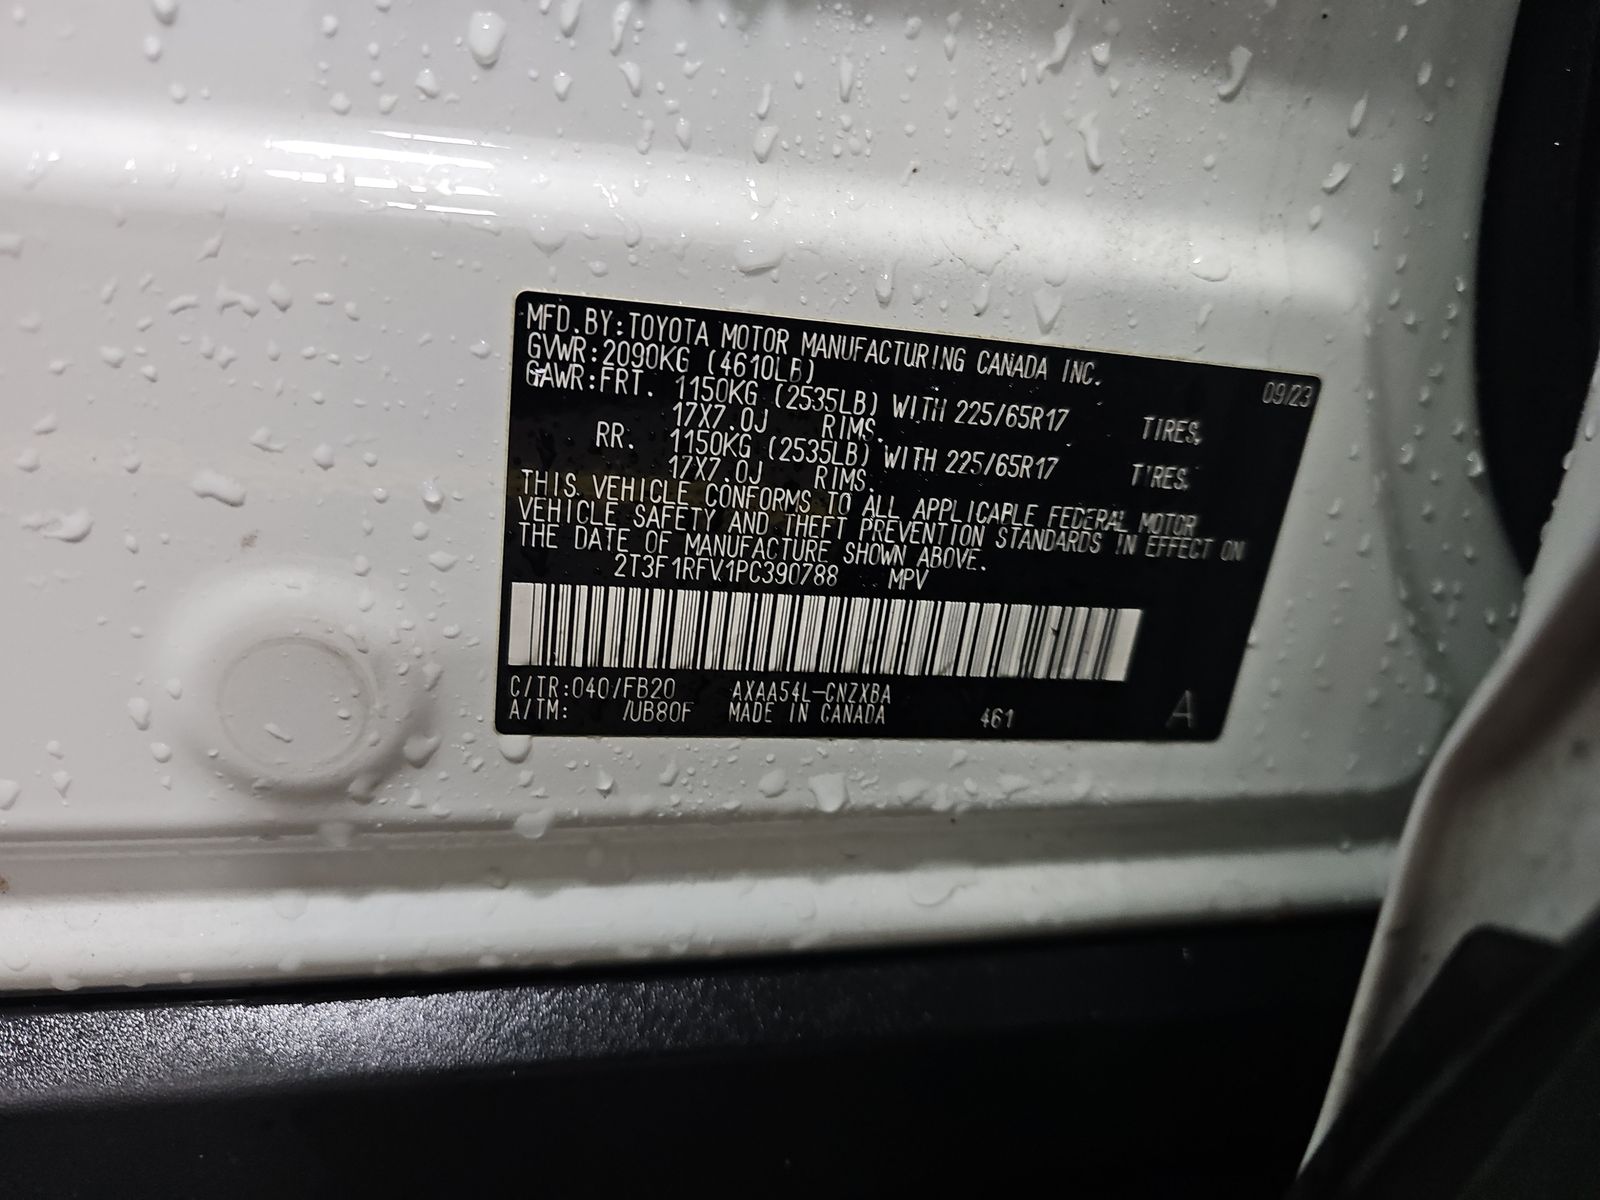 MFD.BY:TOYOTA MOTOR MANUFACTURING CANADA INC. 09/23
GVWR:2090KG (4610LB)
GAWR:FRT. 1150KG (2535LB) WITH 225/65R17 TIRES,
17X7.0J RIMS.
RR. 1150KG (2535LB) WITH 225/65R17 TIRES,
17X7.0J RIMS.
THIS VEHICLE CONFORMS TO ALL APPLICABLE FEDERAL MOTOR
VEHICLE SAFETY AND THEFT PREVENTION STANDARDS IN EFFECT ON
THE DATE OF MANUFACTURE SHOWN ABOVE.
2T3F1RFV1PC390788 MPV
C/TR:040/FB20 AXAA54L-CNZXBA
A/TM: /UB80F MADE IN CANADA 461 A